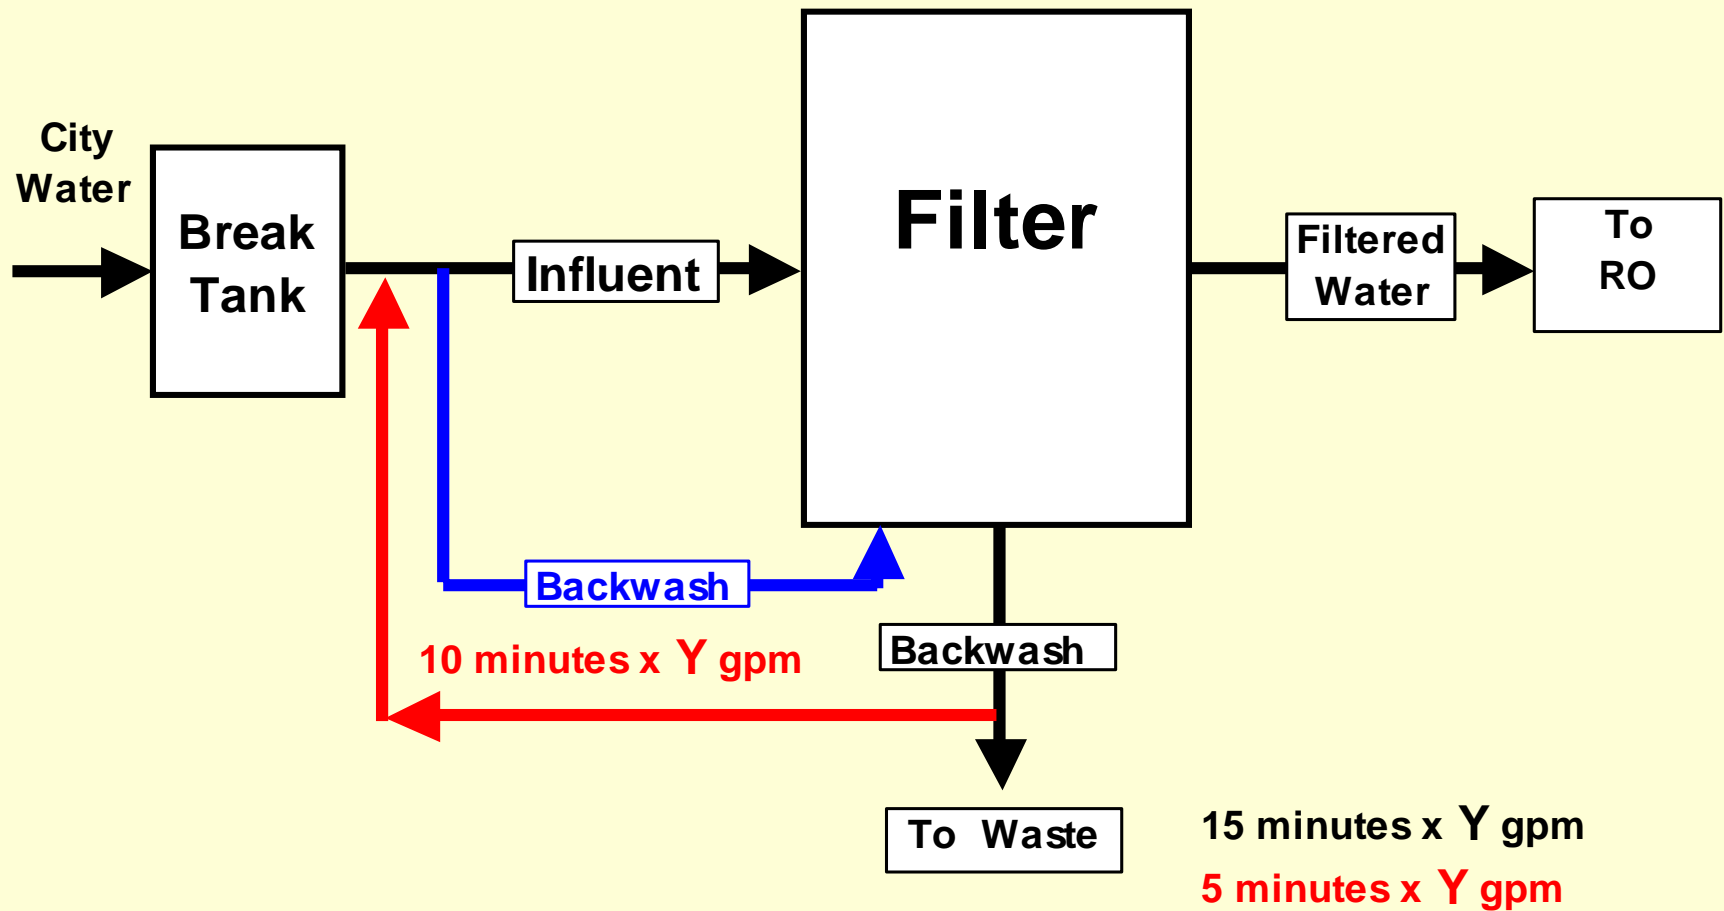 City
Water
Break
Tank
Influent
Filter
Filtered
Water
To
RO
Backwash
10 minutes x Y gpm
Backwash
To Waste
15 minutes x Y gpm
5 minutes x Y gpm